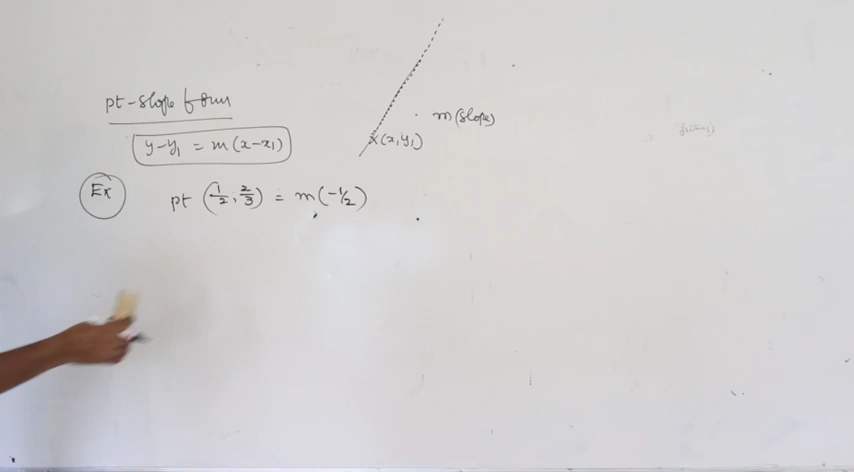 pt-slope form
y-y₁ = m(x-x₁)
m(slope)
x(x,y₁)
Ex
pt (1/2, 2/3) = m(-1/2)